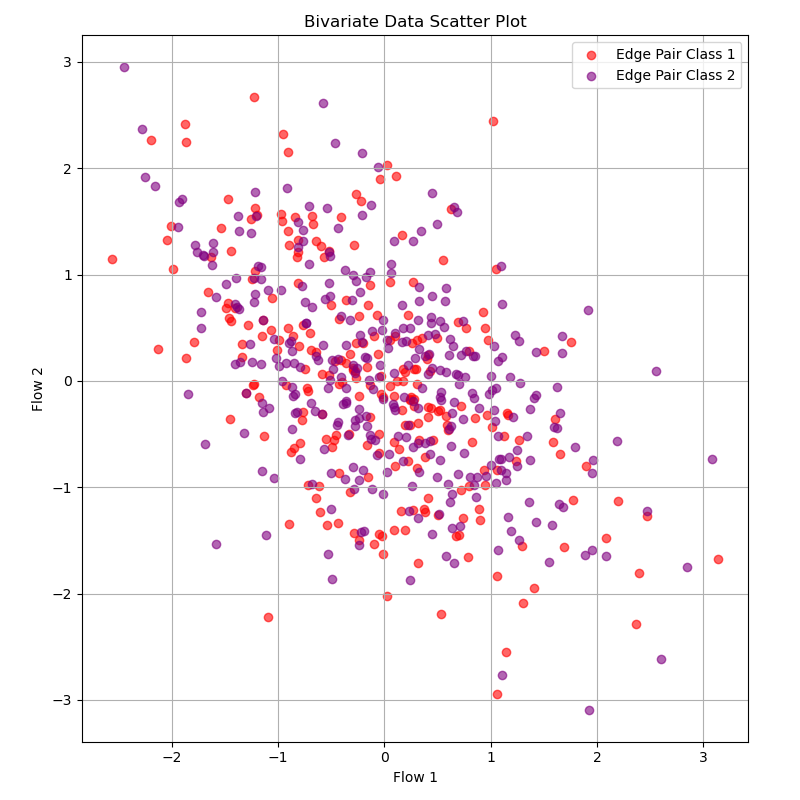 Bivariate Data Scatter Plot
Edge Pair Class 1
Edge Pair Class 2
3
2
1
0
−1
−2
−3
Flow 2
−2
−1
0
1
2
3
Flow 1